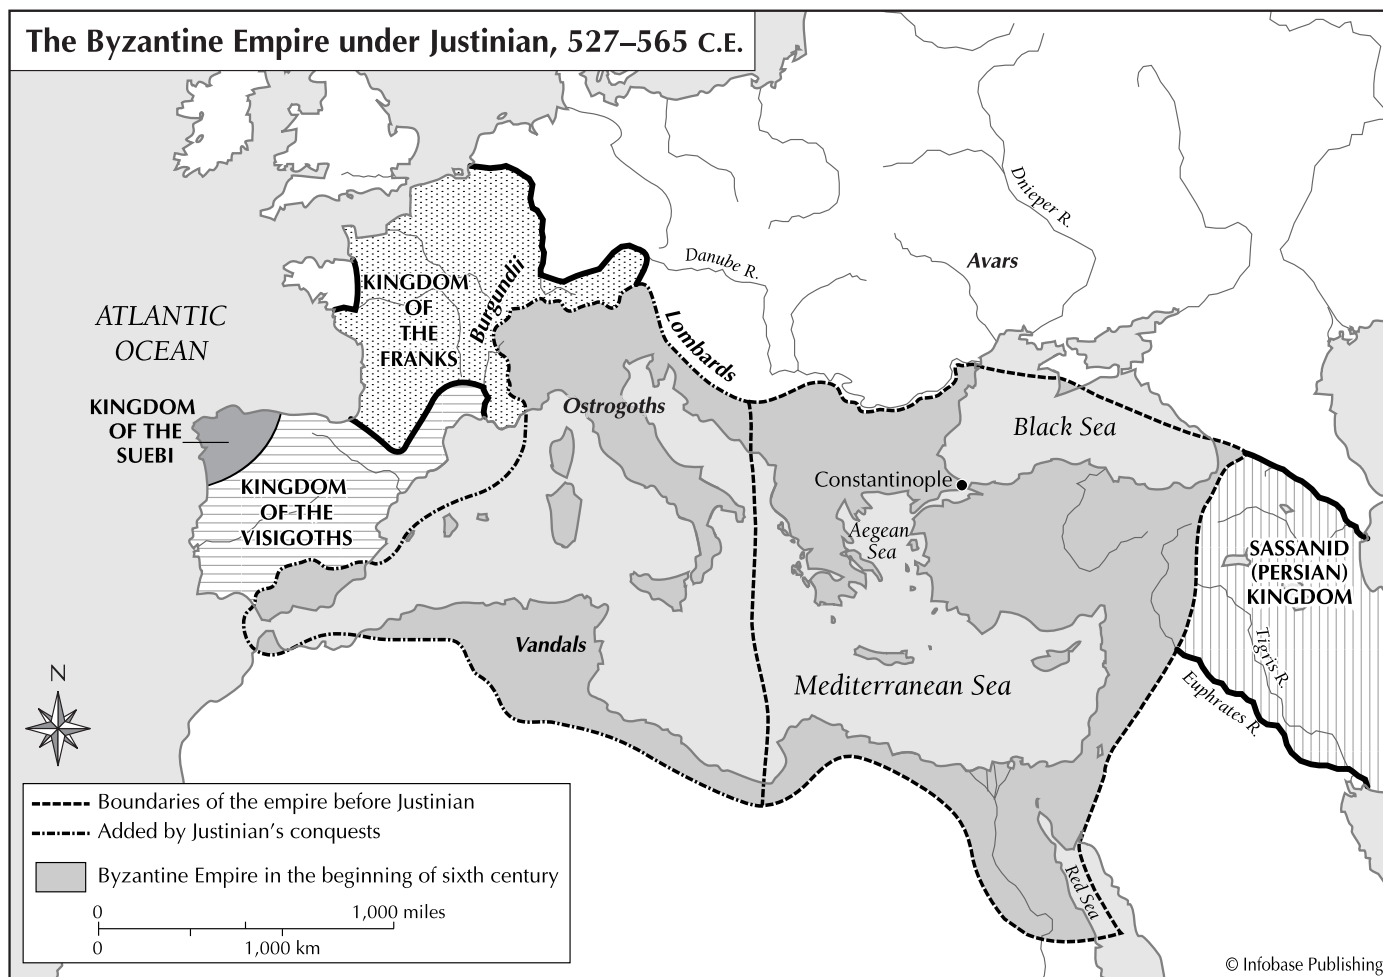 The Byzantine Empire under Justinian, 527–565 C.E.
Dnieper R.
Danube R.
Avars
KINGDOM
OF
THE
FRANKS
Burgundii
ATLANTIC
OCEAN
Lombards
KINGDOM
OF THE
SUEBI
Ostrogoths
Black Sea
KINGDOM
OF THE
VISIGOTHS
Constantinople
Aegean
Sea
SASSANID
(PERSIAN)
KINGDOM
Vandals
Tigris R.
Mediterranean Sea
Euphrates R.
N
Boundaries of the empire before Justinian
Added by Justinian's conquests
Byzantine Empire in the beginning of sixth century
Red Sea
0 1,000 miles
0 1,000 km
© Infobase Publishing